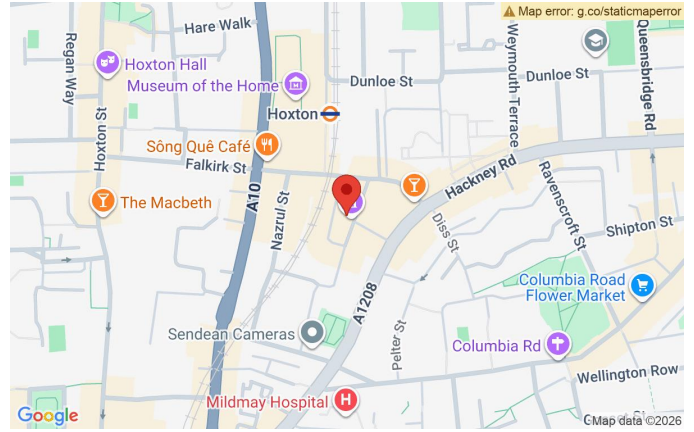 Map error: g.co/staticmaperror
Hare Walk
Regan Way
Hoxton Hall
Museum of the Home
Dunloe St
Dunloe St
Weymouth Terrace
Queensbridge Rd
Hoxton St
Hoxton
Sông Quê Café
Falkirk St
A10
Hackney Rd
The Macbeth
Nazrul St
Ravenscroft St
Diss St
Shipton St
Columbia Road
Flower Market
A1208
Sendean Cameras
Pelter St
Columbia Rd
Wellington Row
Mildmay Hospital
Google
Map data ©2026